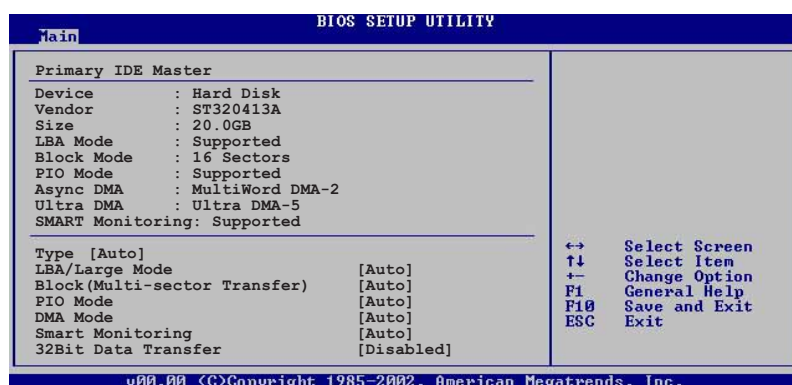 BIOS SETUP UTILITY
Main
Primary IDE Master
Device : Hard Disk
Vendor : ST320413A
Size : 20.0GB
LBA Mode : Supported
Block Mode : 16 Sectors
PIO Mode : Supported
Async DMA : MultiWord DMA-2
Ultra DMA : Ultra DMA-5
SMART Monitoring: Supported
Type [Auto]
LBA/Large Mode [Auto]
Block(Multi-sector Transfer) [Auto]
PIO Mode [Auto]
DMA Mode [Auto]
Smart Monitoring [Auto]
32Bit Data Transfer [Disabled]
←→ Select Screen
↑↓ Select Item
+- Change Option
F1 General Help
F10 Save and Exit
ESC Exit
v00.00 (C)Copyright 1985-2002, American Megatrends, Inc.